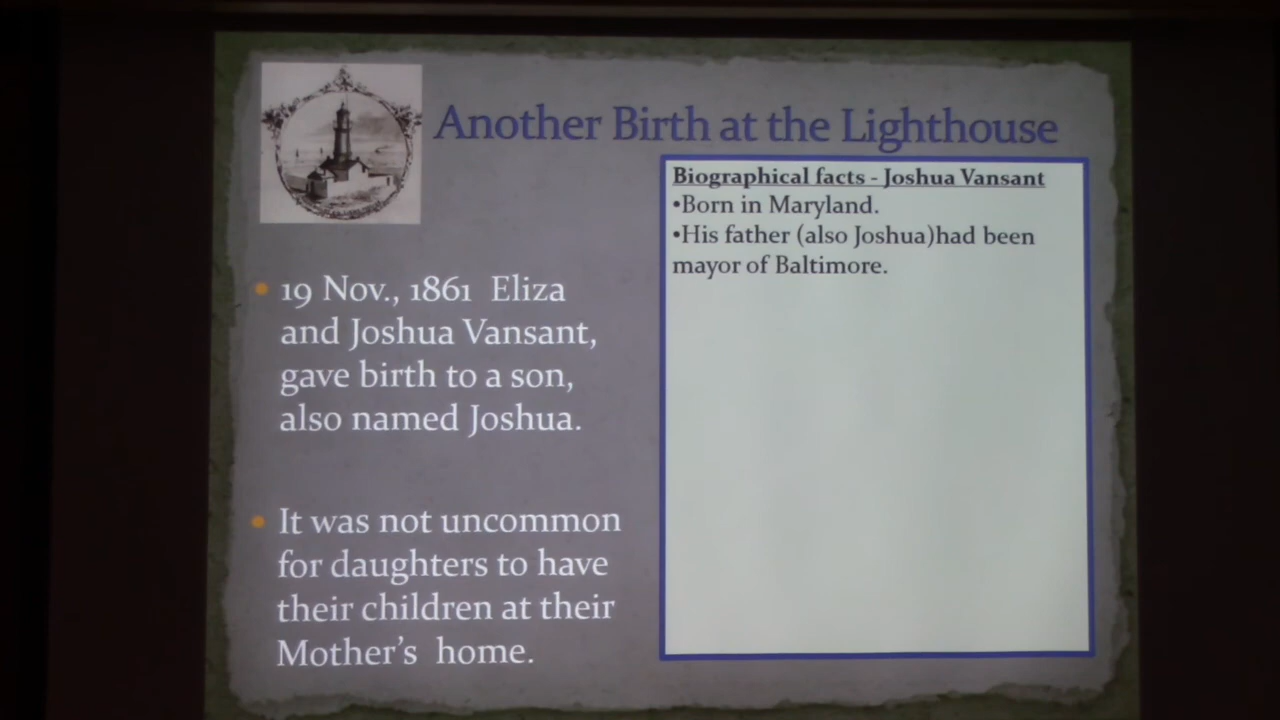 Another Birth at the Lighthouse
19 Nov., 1861 Eliza
and Joshua Vansant,
gave birth to a son,
also named Joshua.
It was not uncommon
for daughters to have
their children at their
Mother's home.
Biographical facts - Joshua Vansant
•Born in Maryland.
•His father (also Joshua)had been
mayor of Baltimore.